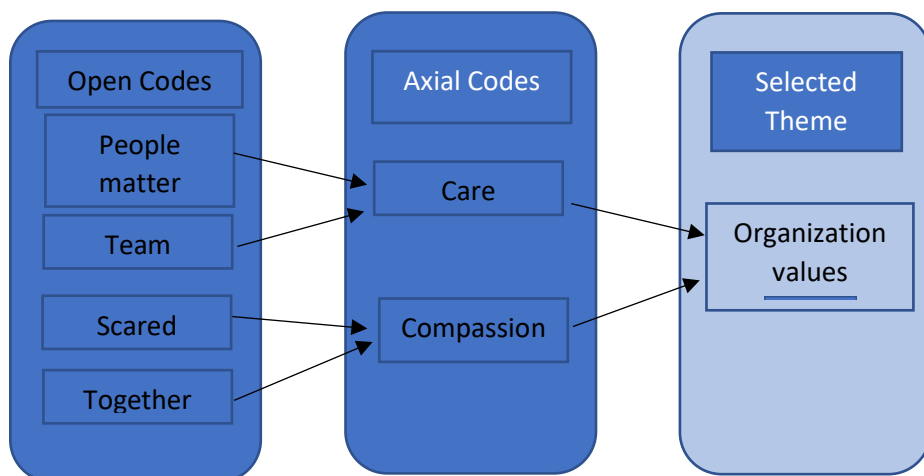 Open Codes
People
matter
Team
Scared
Together
Axial Codes
Care
Compassion
Selected
Theme
Organization
values